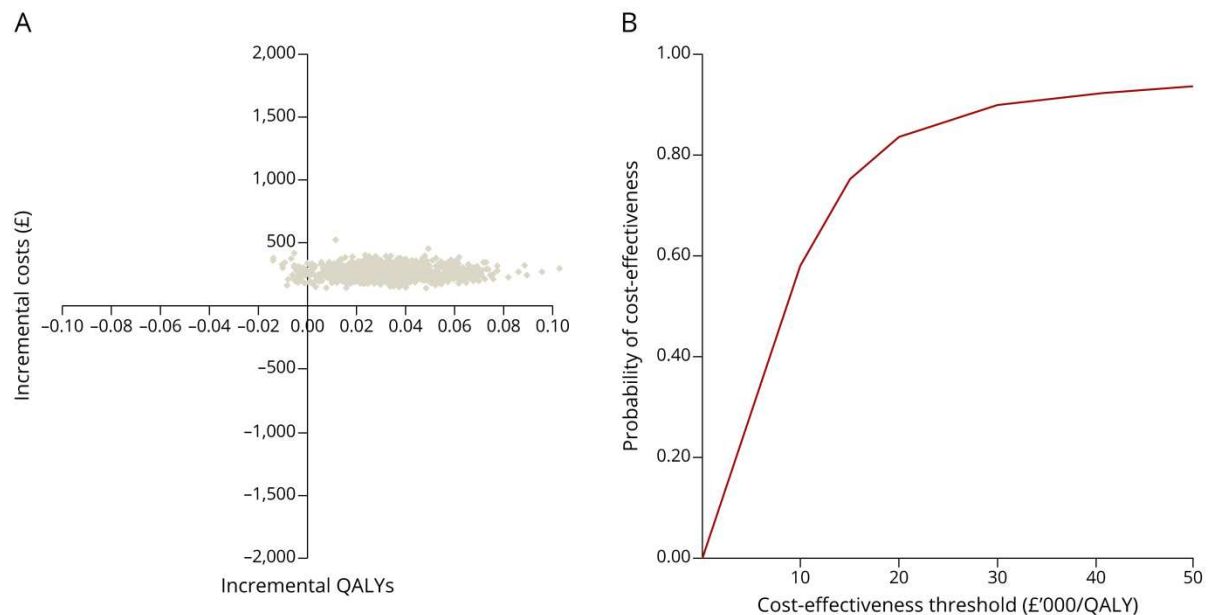 A
Incremental costs (£)
2,000
1,500
1,000
500
–0.10 –0.08 –0.06 –0.04 –0.02 0.00 0.02 0.04 0.06 0.08 0.10
–500
–1,000
–1,500
–2,000
Incremental QALYs
B
Probability of cost-effectiveness
1.00
0.80
0.60
0.40
0.20
0.00
10 20 30 40 50
Cost-effectiveness threshold (£’000/QALY)